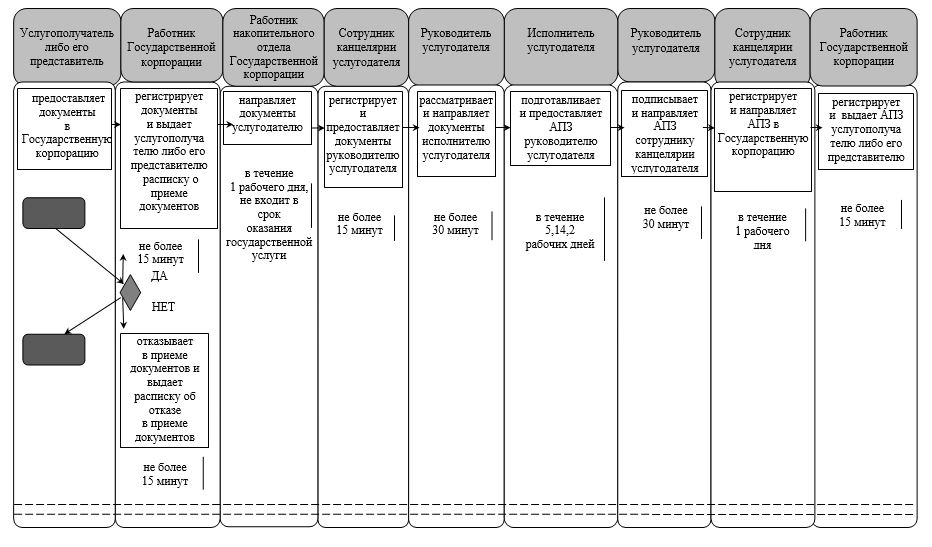 Услугополучатель
либо его
представитель
Работник
Государственной
корпорации
Работник
накопительного
отдела
Государственной
корпорации
Сотрудник
канцелярии
услугодателя
Руководитель
услугодателя
Исполнитель
услугодателя
Руководитель
услугодателя
Сотрудник
канцелярии
услугодателя
Работник
Государственной
корпорации
предоставляет
документы
в
Государственную
корпорацию
регистрирует
документы
и выдает
услугополуча
телю либо его
представителю
расписку о
приеме
документов
не более
15 минут
ДА
НЕТ
отказывает
в приеме
документов и
выдает
расписку об
отказе
в приеме
документов
не более
15 минут
направляет
документы
услугодателю
в течение
1 рабочего дня,
не входит в
срок
оказания
государственной
услуги
регистрирует
и
предоставляет
документы
руководителю
услугодателя
не более
15 минут
рассматривает
и направляет
документы
исполнителю
услугодателя
не более
30 минут
подготавливает
и предоставляет
АПЗ
руководителю
услугодателю
в течение
5,14,2
рабочих дней
подписывает
и направляет
АПЗ
сотруднику
канцелярии
услугодателя
не более
30 минут
регистрирует
и направляет
АПЗ в
Государственную
корпорацию
в течение
1 рабочего
дня
регистрирует
и выдает АПЗ
услугополуча
телю либо его
представителю
не более
15 минут